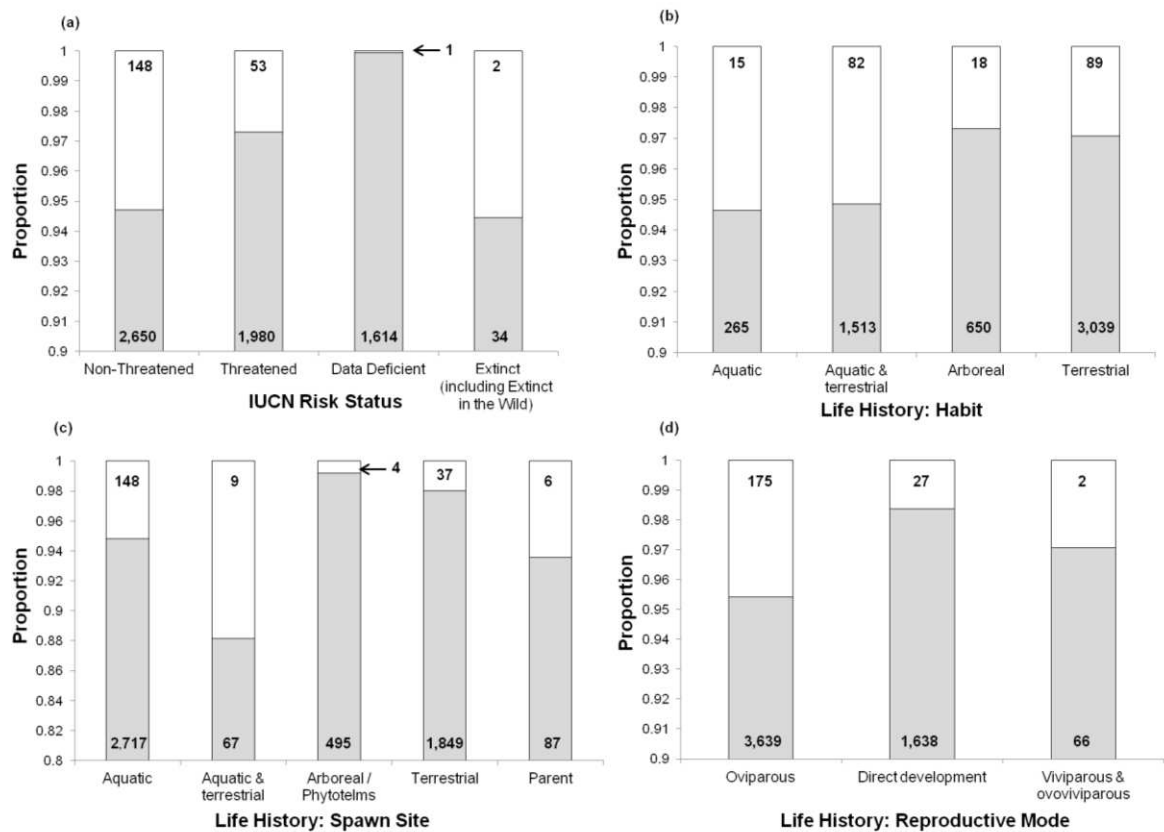 (a)
1
0.99
0.98
0.97
0.96
0.95
0.94
0.93
0.92
0.91
0.9
Proportion
148
53
1
2
2,650
1,980
1,614
34
Non-Threatened
Threatened
Data Deficient
Extinct
(including Extinct
in the Wild)
IUCN Risk Status
(b)
1
0.99
0.98
0.97
0.96
0.95
0.94
0.93
0.92
0.91
0.9
Proportion
15
82
18
89
265
1,513
650
3,039
Aquatic
Aquatic &
terrestrial
Arboreal
Terrestrial
Life History: Habit
(c)
1
0.98
0.96
0.94
0.92
0.9
0.88
0.86
0.84
0.82
0.8
Proportion
148
9
4
37
6
2,717
67
495
1,849
87
Aquatic
Aquatic &
terrestrial
Arboreal /
Phytotelms
Terrestrial
Parent
Life History: Spawn Site
(d)
1
0.99
0.98
0.97
0.96
0.95
0.94
0.93
0.92
0.91
0.9
Proportion
175
27
2
3,639
1,638
66
Oviparous
Direct development
Viviparous &
ovoviviparous
Life History: Reproductive Mode